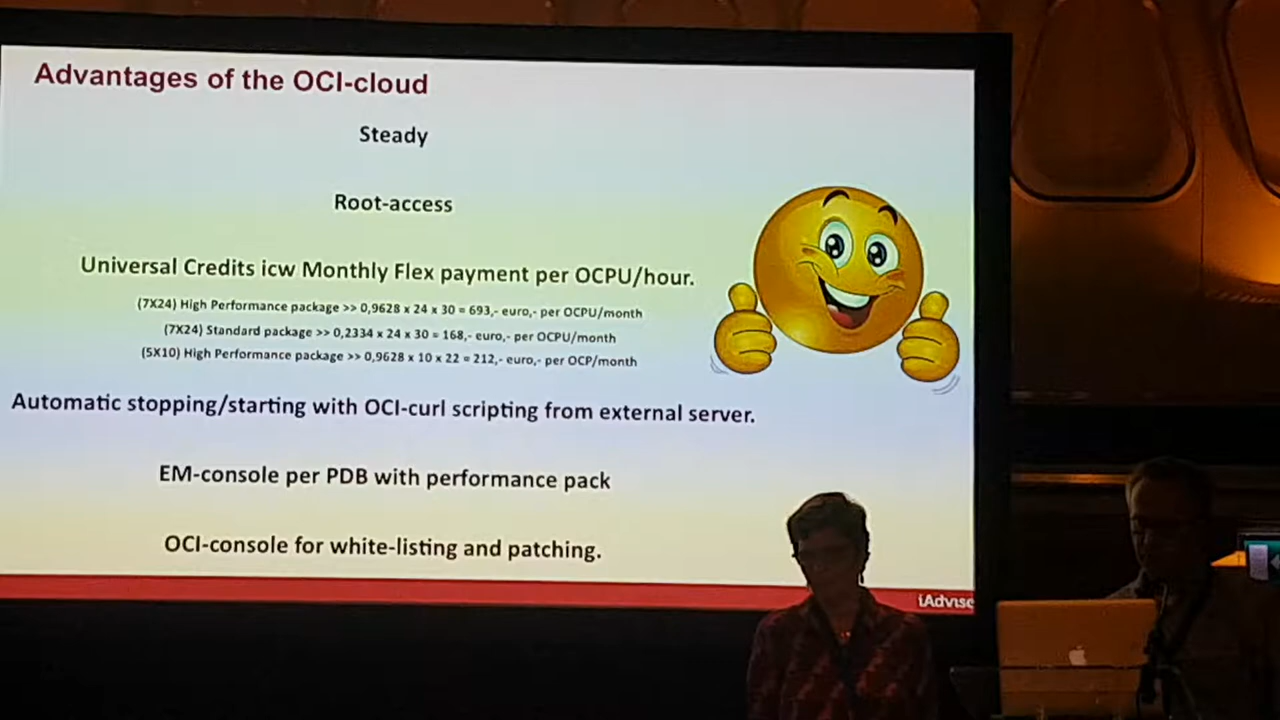 Advantages of the OCI-cloud
Steady
Root-access
Universal Credits icw Monthly Flex payment per OCPU/hour.
(7X24) High Performance package >> 0,9628 x 24 x 30 = 693,- euro,- per OCPU/month
(7X24) Standard package >> 0,2334 x 24 x 30 = 168,- euro,- per OCPU/month
(5X10) High Performance package >> 0,9628 x 10 x 22 = 212,- euro,- per OCP/month
Automatic stopping/starting with OCI-curl scripting from external server.
EM-console per PDB with performance pack
OCI-console for white-listing and patching.
iAdvise